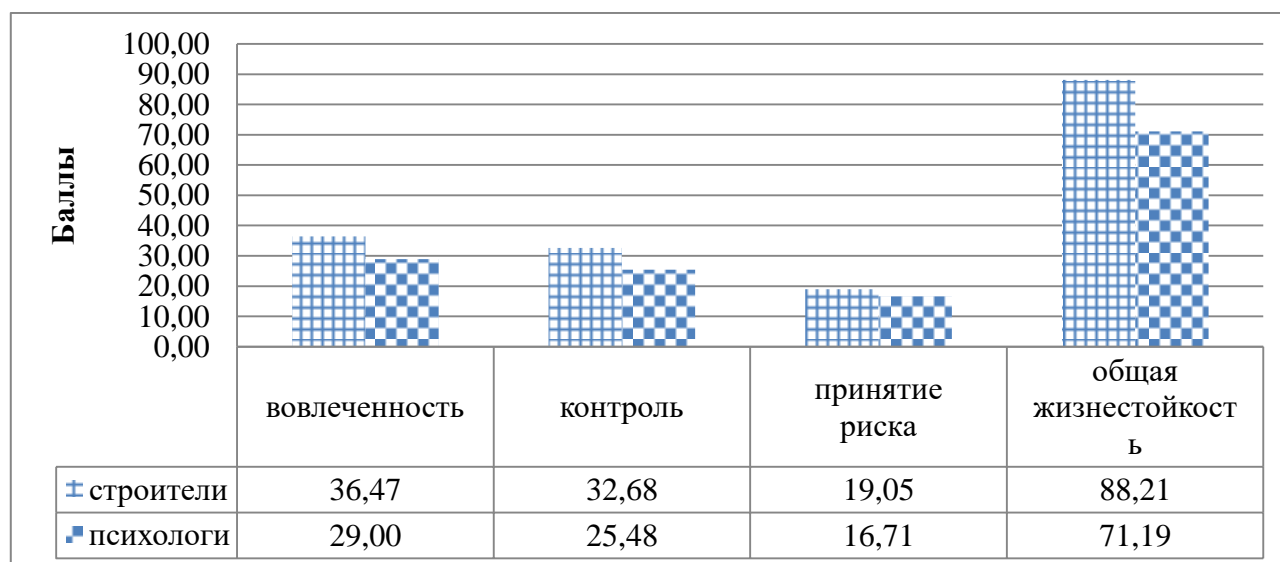 Баллы
100,00
90,00
80,00
70,00
60,00
50,00
40,00
30,00
20,00
10,00
0,00
вовлеченность контроль принятие риска общая жизнестойкост ь
строители 36,47 32,68 19,05 88,21
психологи 29,00 25,48 16,71 71,19